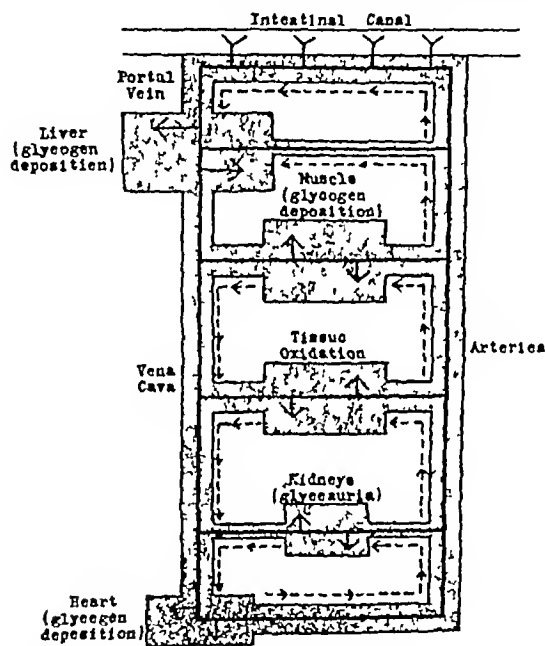 Intestinal Canal
Portal
Vein
Liver
(glycogen
deposition)
Muscle
(glycogen
deposition)
Tissue
Oxidation
Arteries
Vena
Cava
Kidneys
(glycosuria)
Heart
(glycogen
deposition)